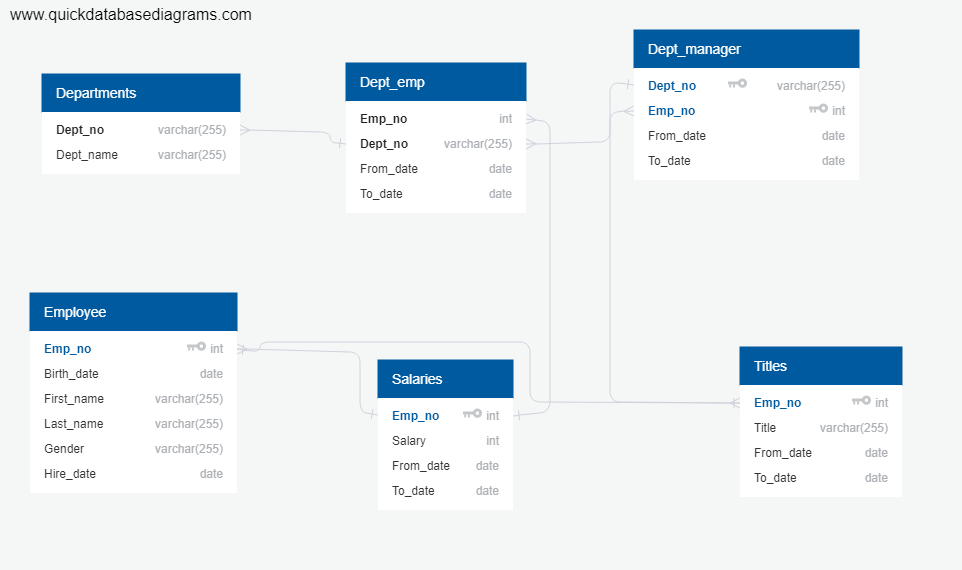 www.quickdatabasediagrams.com
Departments
Dept_no varchar(255)
Dept_name varchar(255)
Dept_emp
Emp_no int
Dept_no varchar(255)
From_date date
To_date date
Dept_manager
Dept_no varchar(255)
Emp_no int
From_date date
To_date date
Employee
Emp_no int
Birth_date date
First_name varchar(255)
Last_name varchar(255)
Gender varchar(255)
Hire_date date
Salaries
Emp_no int
Salary int
From_date date
To_date date
Titles
Emp_no int
Title varchar(255)
From_date date
To_date date